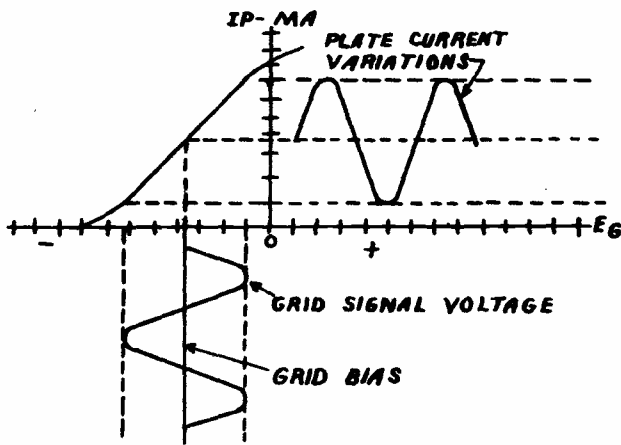 IP-MA
PLATE CURRENT
VARIATIONS
-
0
+
EG
GRID SIGNAL VOLTAGE
GRID BIAS